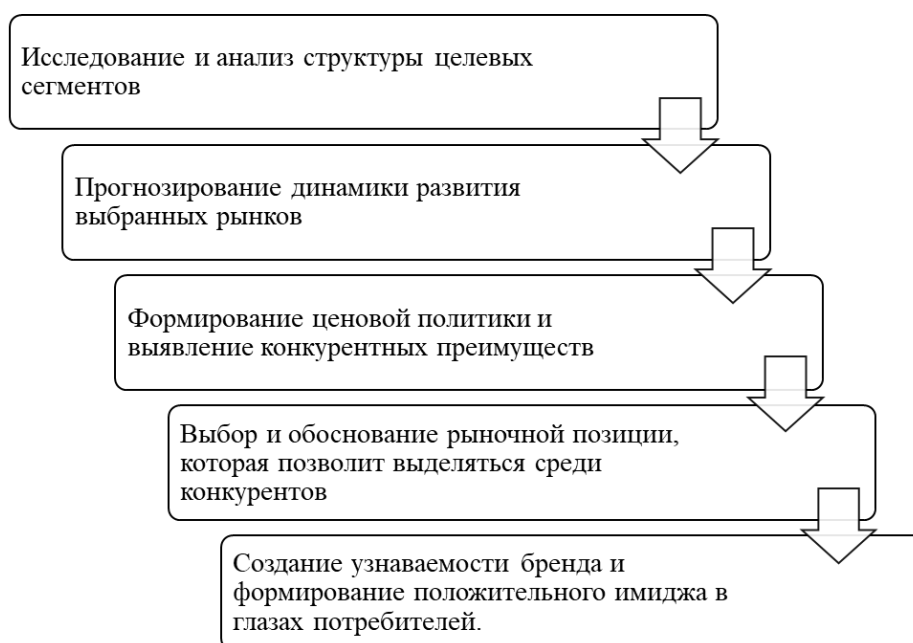 Исследование и анализ структуры целевых
сегментов
Прогнозирование динамики развития
выбранных рынков
Формирование ценовой политики и
выявление конкурентных преимуществ
Выбор и обоснование рыночной позиции,
которая позволит выделяться среди
конкурентов
Создание узнаваемости бренда и
формирование положительного имиджа в
глазах потребителей.